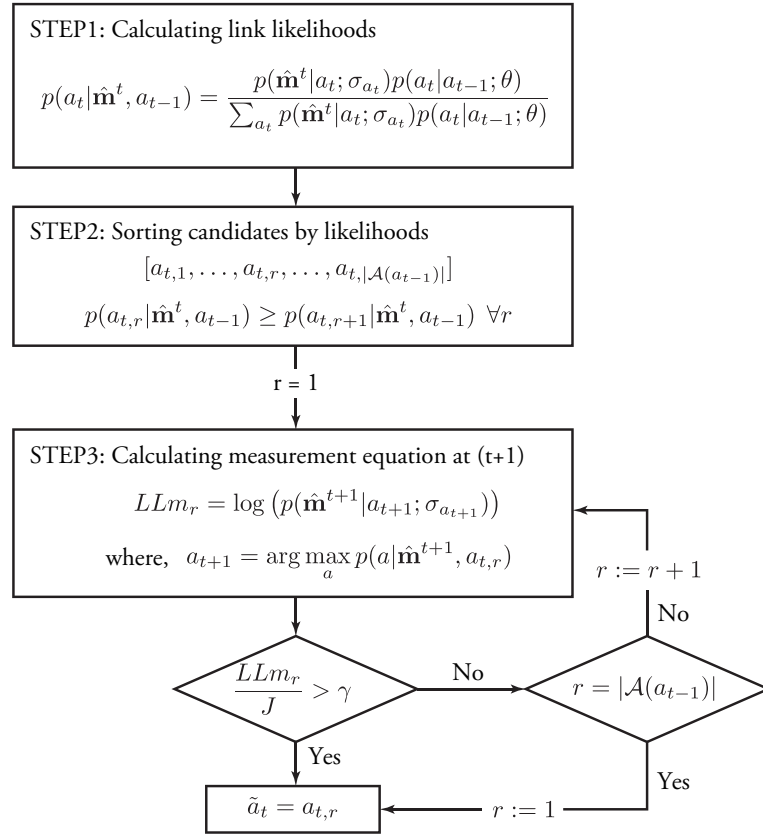 STEP1: Calculating link likelihoods
p(a_t|m̂^t, a_{t−1}) = \frac{p(m̂^t|a_t; σ_{a_t})p(a_t|a_{t−1}; θ)}{∑_{a_t} p(m̂^t|a_t; σ_{a_t})p(a_t|a_{t−1}; θ)}
STEP2: Sorting candidates by likelihoods
[a_{t,1}, . . . , a_{t,r}, . . . , a_{t,|𝒜(a_{t−1})|}]
p(a_{t,r}|m̂^t, a_{t−1}) ≥ p(a_{t,r+1}|m̂^t, a_{t−1}) ∀r
r = 1
STEP3: Calculating measurement equation at (t+1)
LLm_r = log (p(m̂^{t+1}|a_{t+1}; σ_{a_{t+1}}))
where, a_{t+1} = arg max_a p(a|m̂^{t+1}, a_{t,r})
r := r + 1
No
\frac{LLm_r}{J} > γ
No
r = |𝒜(a_{t−1})|
Yes
Yes
ã_t = a_{t,r}
r := 1